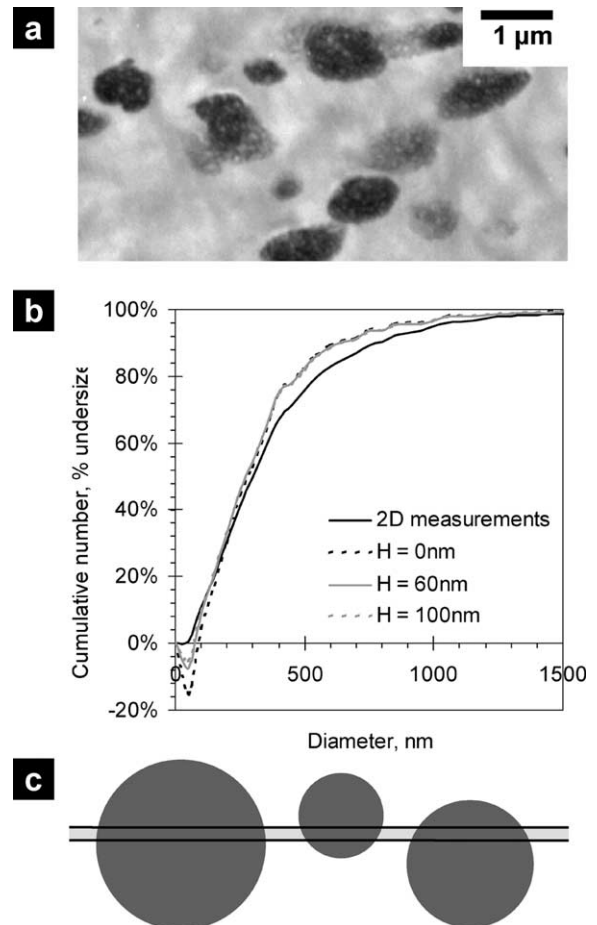 a
1 µm
b
100%
80%
60%
40%
20%
0%
-20%
Cumulative number, % undersize
2D measurements
H = 0nm
H = 60nm
H = 100nm
0
500
1000
1500
Diameter, nm
c